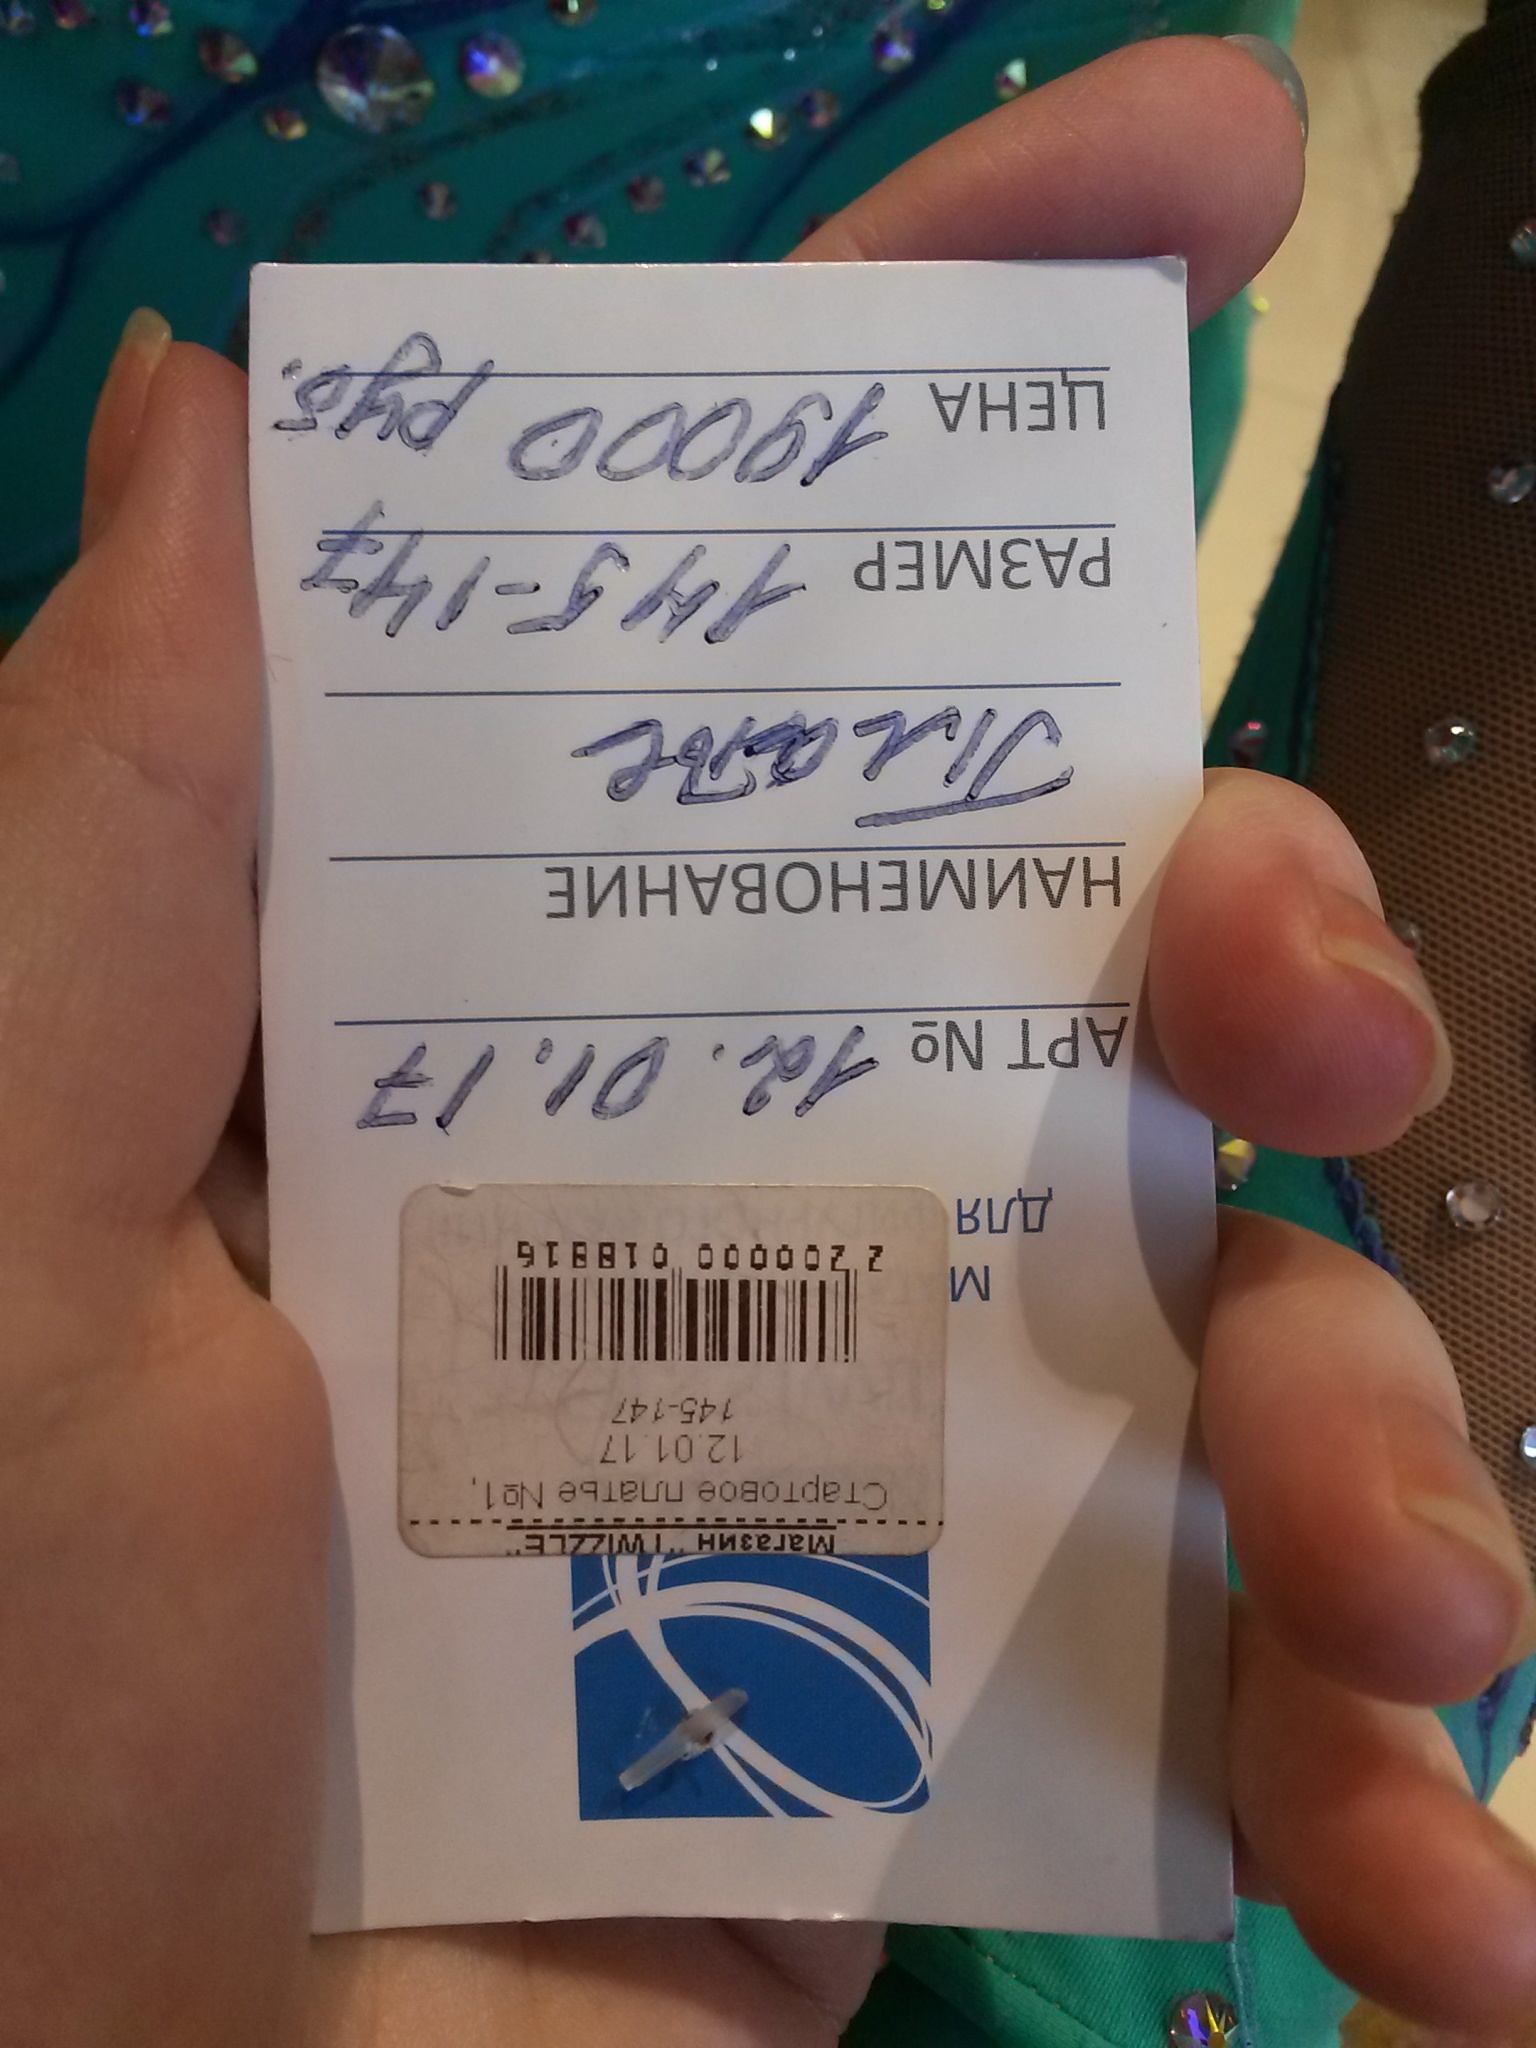 Магазин "TWIZZLE"
Стартовое платье №1,
12.01.17
145-147
2 200000 018816
М
ДЛЯ
АРТ № 12.01.17
НАИМЕНОВАНИЕ
Платье
РАЗМЕР 145-147
ЦЕНА 19000 руб.